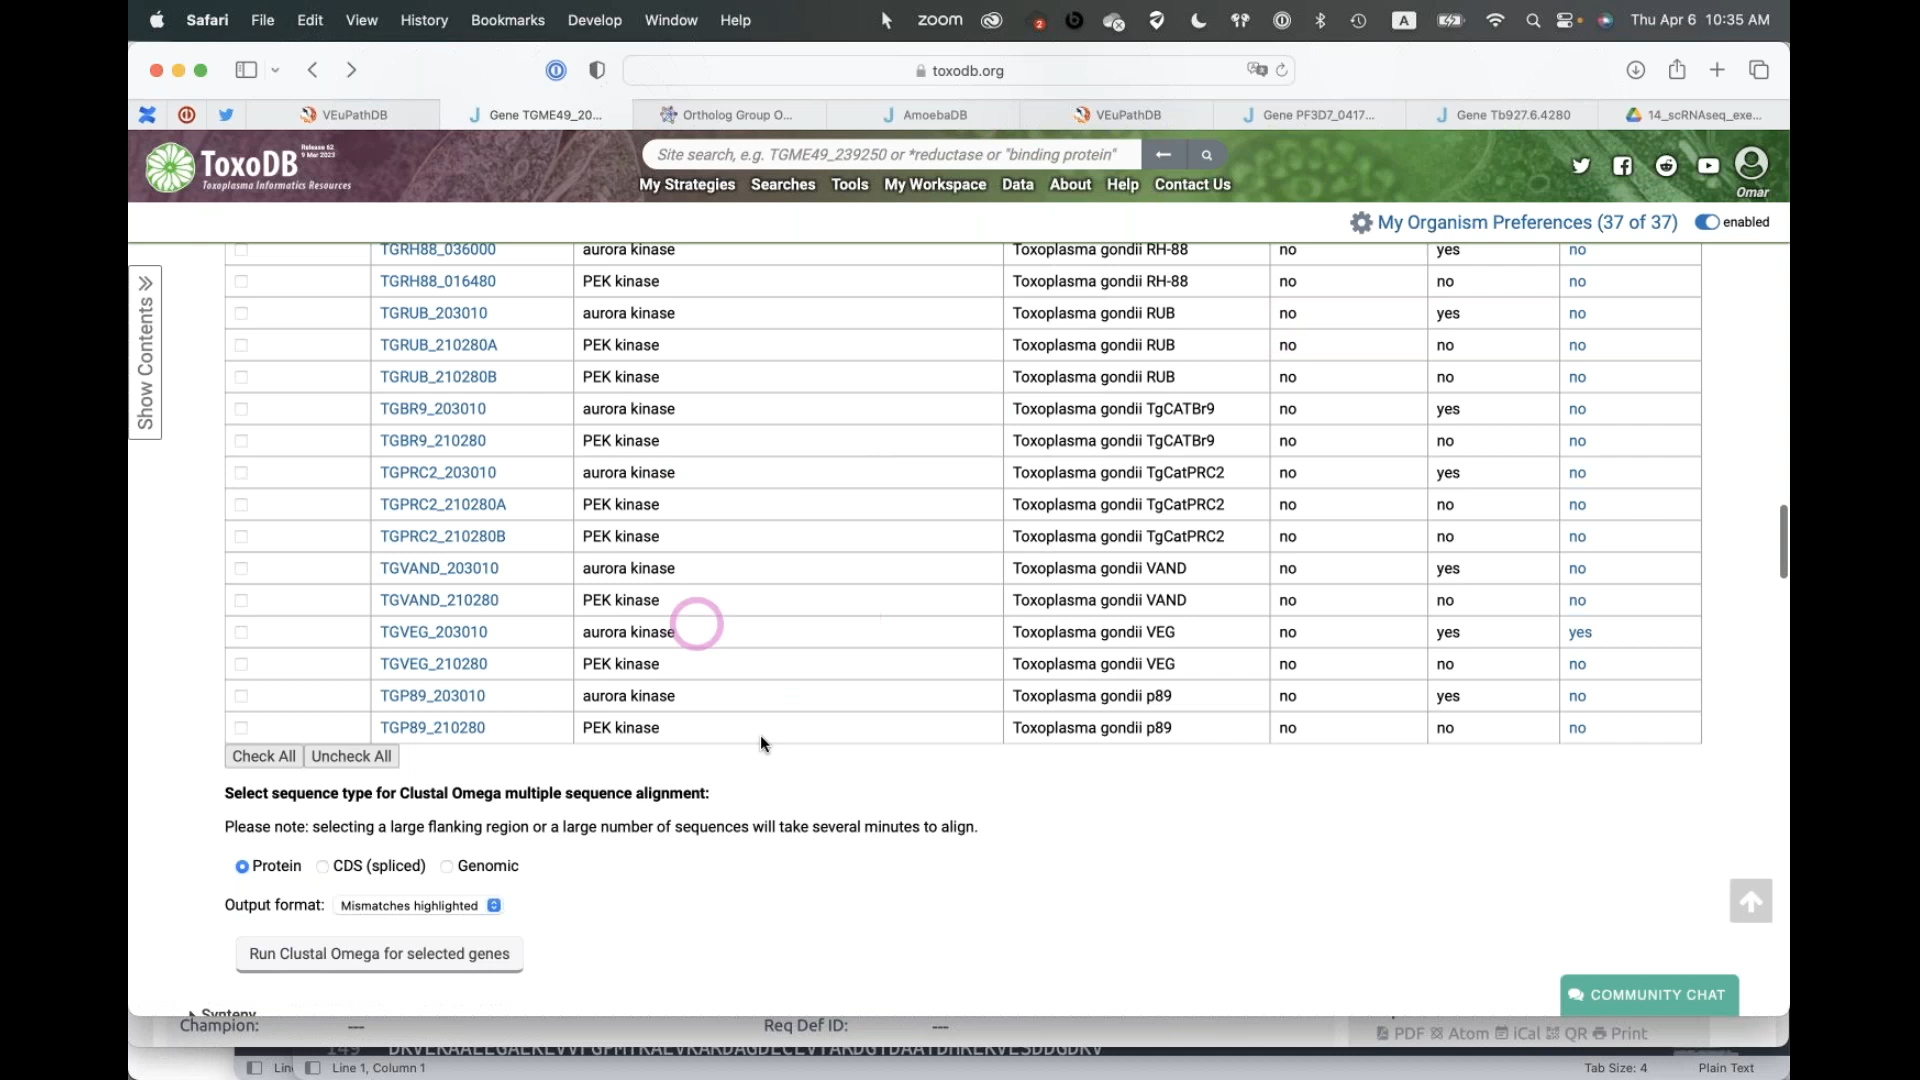 Safari File Edit View History Bookmarks Develop Window Help zoom 2 A Thu Apr 6 10:35 AM
toxodb.org
VEuPathDB Gene TGME49_20... Ortholog Group O... AmoebaDB VEuPathDB Gene PF3D7_0417... Gene Tb927.6.4280 14_scRNAseq_exe...
ToxoDB Release 62 9 Mar 2023
Toxoplasma Informatics Resources
Site search, e.g. TGME49_239250 or *reductase or "binding protein"
My Strategies Searches Tools My Workspace Data About Help Contact Us
Omar
My Organism Preferences (37 of 37) enabled
Show Contents
TGRH88_036000 aurora kinase Toxoplasma gondii RH-88 no yes no
TGRH88_016480 PEK kinase Toxoplasma gondii RH-88 no no no
TGRUB_203010 aurora kinase Toxoplasma gondii RUB no yes no
TGRUB_210280A PEK kinase Toxoplasma gondii RUB no no no
TGRUB_210280B PEK kinase Toxoplasma gondii RUB no no no
TGBR9_203010 aurora kinase Toxoplasma gondii TgCATBr9 no yes no
TGBR9_210280 PEK kinase Toxoplasma gondii TgCATBr9 no no no
TGPRC2_203010 aurora kinase Toxoplasma gondii TgCatPRC2 no yes no
TGPRC2_210280A PEK kinase Toxoplasma gondii TgCatPRC2 no no no
TGPRC2_210280B PEK kinase Toxoplasma gondii TgCatPRC2 no no no
TGVAND_203010 aurora kinase Toxoplasma gondii VAND no yes no
TGVAND_210280 PEK kinase Toxoplasma gondii VAND no no no
TGVEG_203010 aurora kinase Toxoplasma gondii VEG no yes yes
TGVEG_210280 PEK kinase Toxoplasma gondii VEG no no no
TGP89_203010 aurora kinase Toxoplasma gondii p89 no yes no
TGP89_210280 PEK kinase Toxoplasma gondii p89 no no no
Check All Uncheck All
Select sequence type for Clustal Omega multiple sequence alignment:
Please note: selecting a large flanking region or a large number of sequences will take several minutes to align.
Protein CDS (spliced) Genomic
Output format: Mismatches highlighted
Run Clustal Omega for selected genes
COMMUNITY CHAT
Synteny
Champion: --- Req Def ID: ---
PDF Atom iCal QR Print
Line 1, Column 1 Tab Size: 4 Plain Text